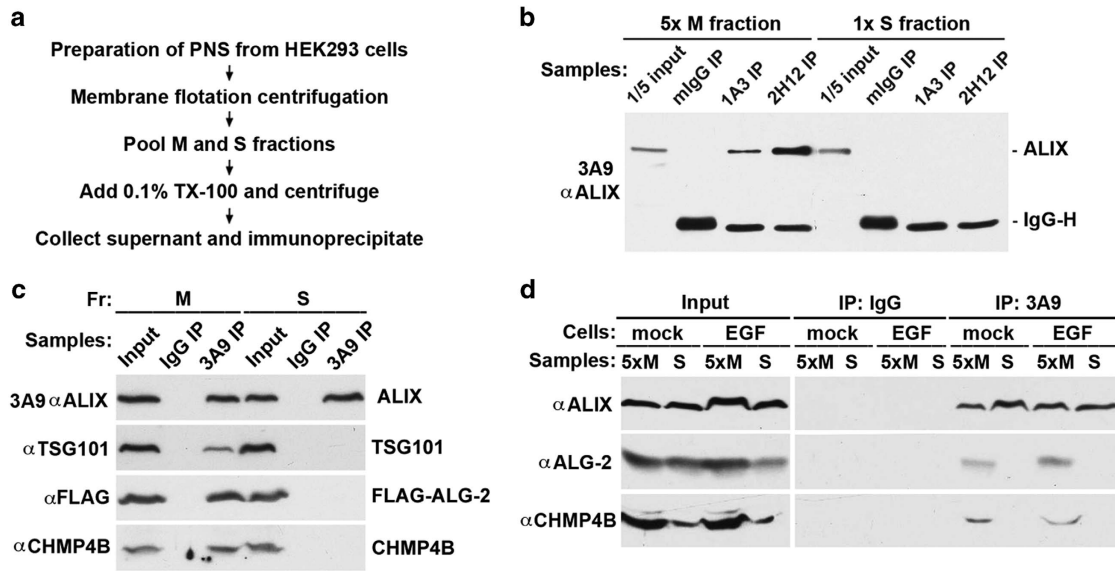 a
Preparation of PNS from HEK293 cells
Membrane flotation centrifugation
Pool M and S fractions
Add 0.1% TX-100 and centrifuge
Collect supernant and immunoprecipitate
b
5x M fraction 1x S fraction
Samples: 1/5 input mIgG IP 1A3 IP 2H12 IP 1/5 input mIgG IP 1A3 IP 2H12 IP
3A9
αALIX
- ALIX
- IgG-H
c
Fr: M S
Samples: Input IgG IP 3A9 IP Input IgG IP 3A9 IP
3A9 αALIX ALIX
αTSG101 TSG101
αFLAG FLAG-ALG-2
αCHMP4B CHMP4B
d
Input IP: IgG IP: 3A9
Cells: mock EGF mock EGF mock EGF
Samples: 5xM S 5xM S 5xM S 5xM S 5xM S 5xM S
αALIX
αALG-2
αCHMP4B